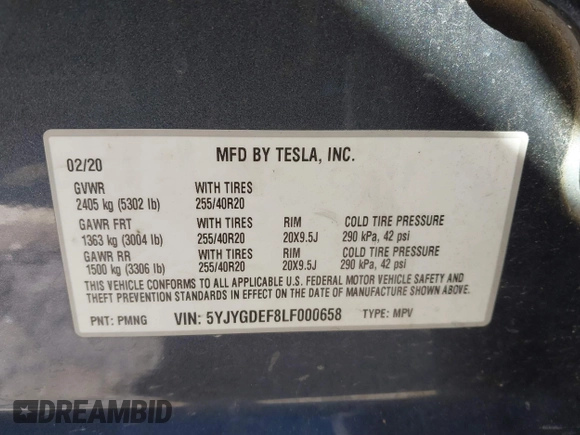 02/20
MFD BY TESLA, INC.
GVWR WITH TIRES
2405 kg (5302 lb) 255/40R20
GAWR FRT WITH TIRES RIM COLD TIRE PRESSURE
1363 kg (3004 lb) 255/40R20 20X9.5J 290 kPa, 42 psi
GAWR RR WITH TIRES RIM COLD TIRE PRESSURE
1500 kg (3306 lb) 255/40R20 20X9.5J 290 kPa, 42 psi
THIS VEHICLE CONFORMS TO ALL APPLICABLE U.S. FEDERAL MOTOR VEHICLE SAFETY AND
THEFT PREVENTION STANDARDS IN EFFECT ON THE DATE OF MANUFACTURE SHOWN ABOVE.
PNT: PMNG VIN: 5YJYGDEF8LF000658 TYPE: MPV
DREAMBID